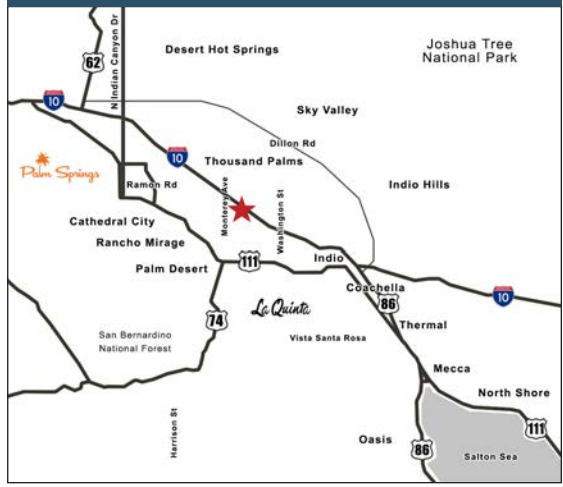 N Indian Canyon Dr
Desert Hot Springs
Joshua Tree
National Park
62
10
Sky Valley
Dillon Rd
10
Thousand Palms
Palm Springs
Ramon Rd
Monterey Ave
Washington St
Indio Hills
Cathedral City
Rancho Mirage
Palm Desert
111
Indio
Coachella
10
86
La Quinta
74
Thermal
San Bernardino
National Forest
Vista Santa Rosa
Mecca
North Shore
Harrison St
Oasis
86
111
Salton Sea